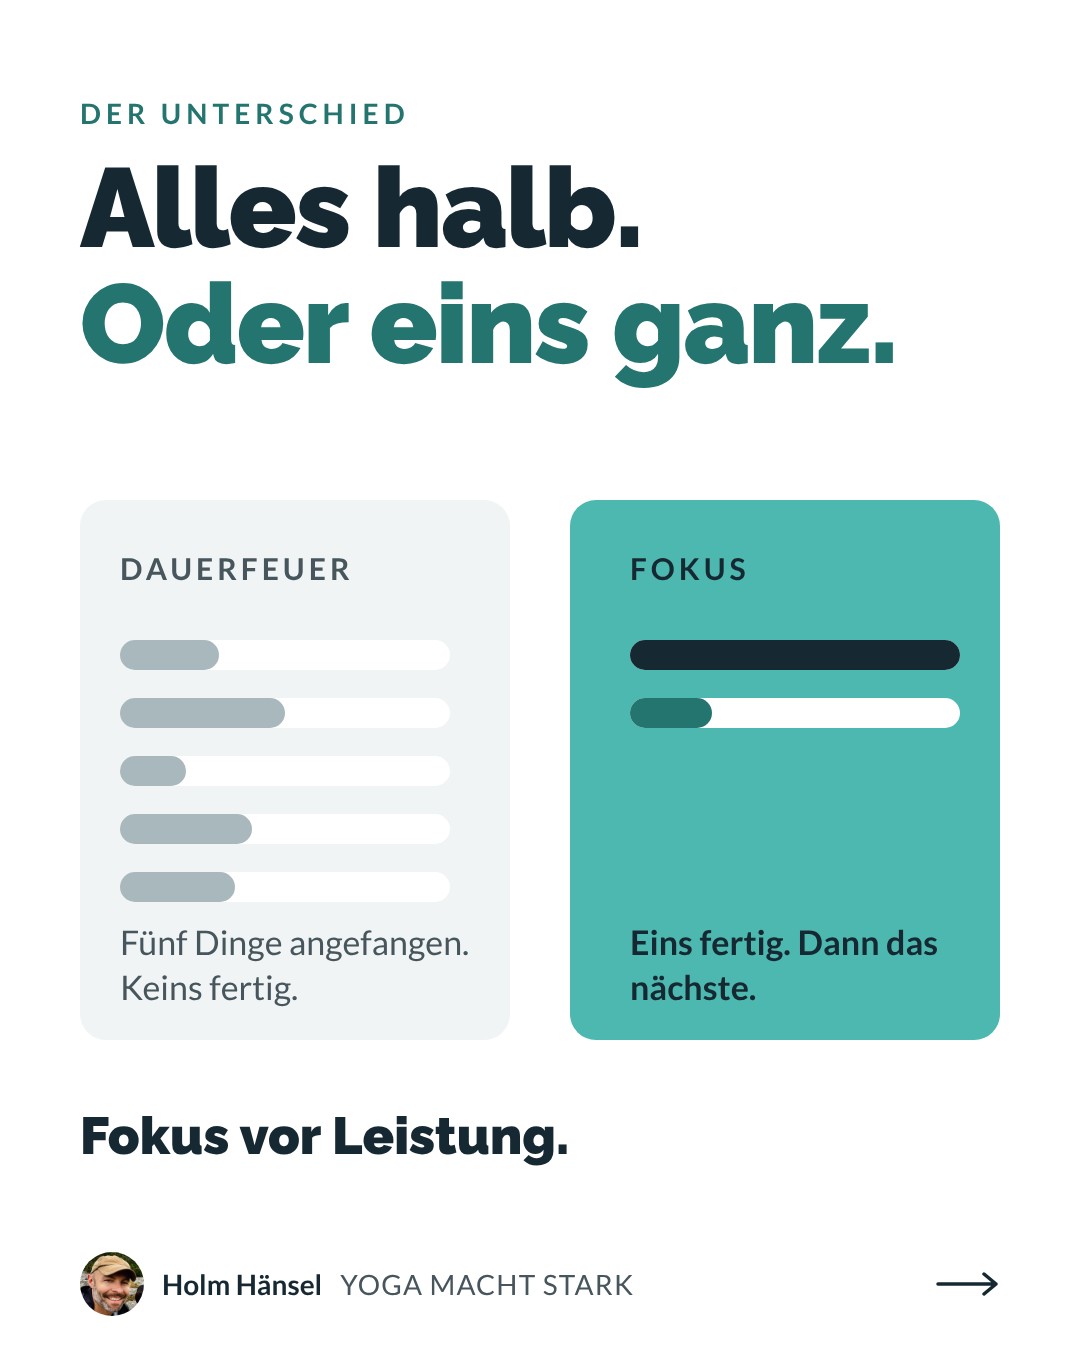 DER UNTERSCHIED
Alles halb.
Oder eins ganz.
DAUERFEUER
Fünf Dinge angefangen.
Keins fertig.
FOKUS
Eins fertig. Dann das
nächste.
Fokus vor Leistung.
Holm Hänsel YOGA MACHT STARK